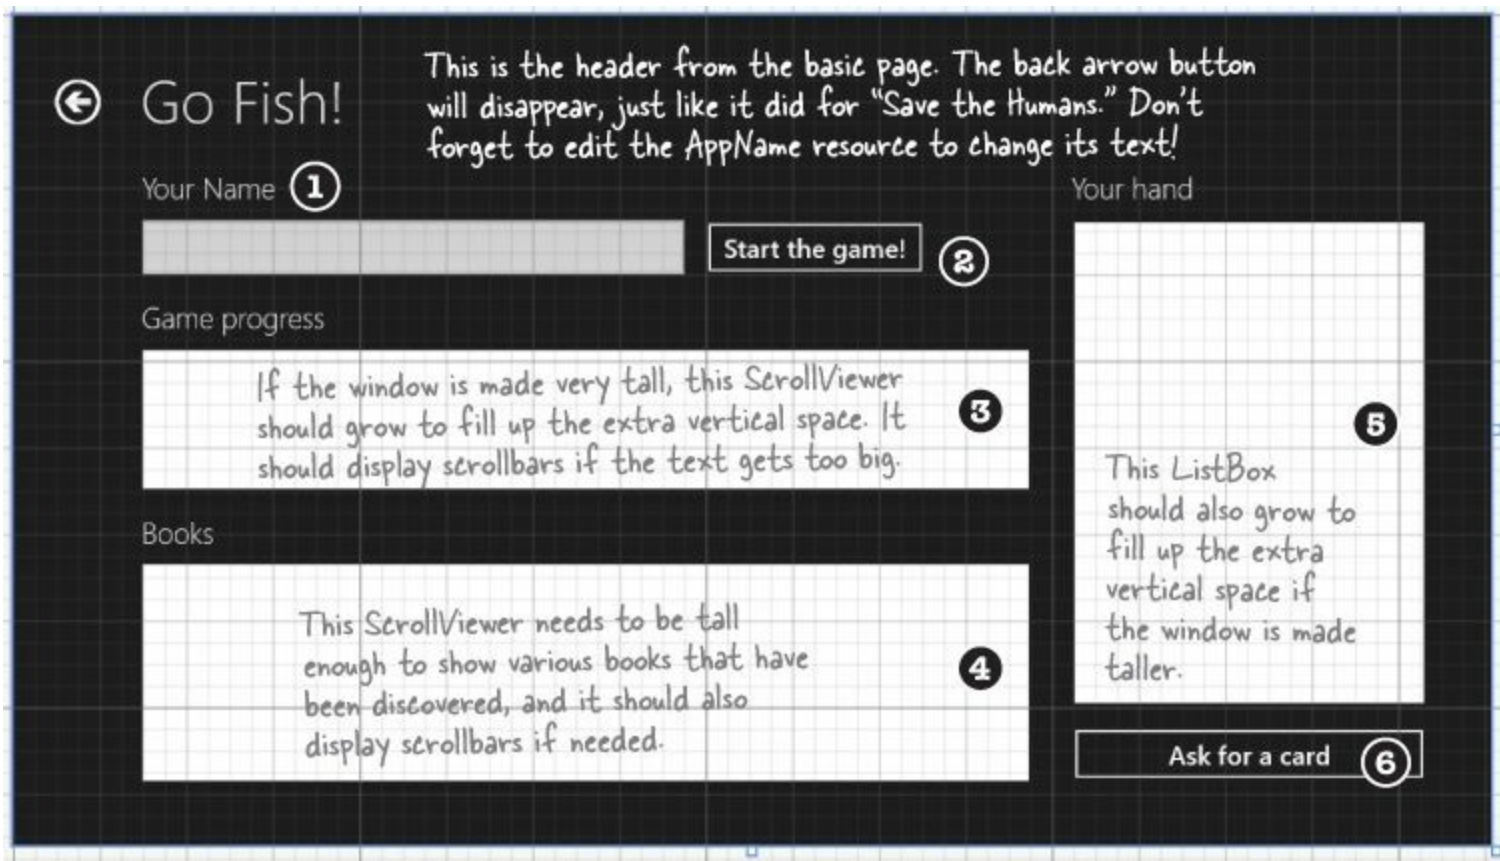 Go Fish!
This is the header from the basic page. The back arrow button
will disappear, just like it did for “Save the Humans.” Don't
forget to edit the AppName resource to change its text!
Your Name 1
Start the game! 2
Game progress
If the window is made very tall, this ScrollViewer
should grow to fill up the extra vertical space. It
should display scrollbars if the text gets too big.
3
Books
This ScrollViewer needs to be tall
enough to show various books that have
been discovered, and it should also
display scrollbars if needed.
4
Your hand
5
This ListBox
should also grow to
fill up the extra
vertical space if
the window is made
taller.
Ask for a card 6